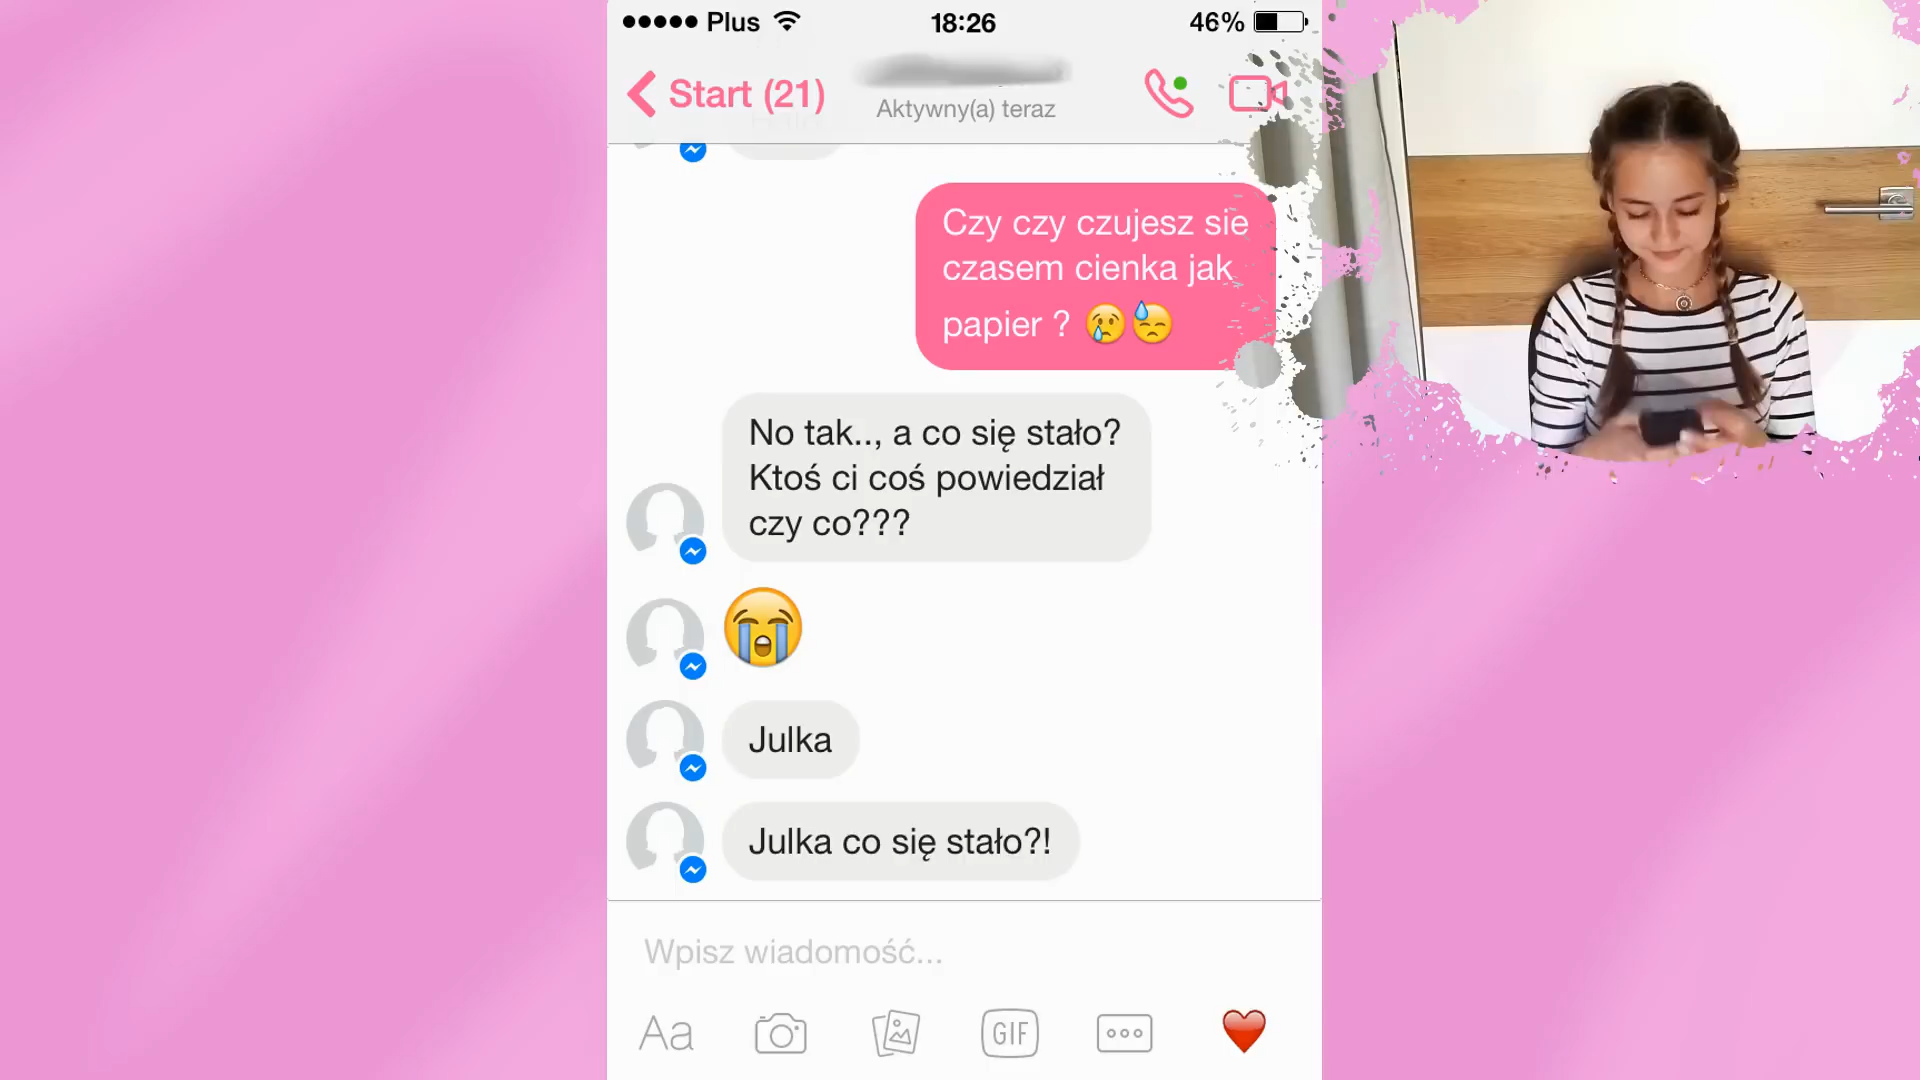 Plus 18:26 46%
Start (21)
Aktywny(a) teraz
Czy czy czujesz sie
czasem cienka jak
papier ? 😢😓
No tak.., a co się stało?
Ktoś ci coś powiedział
czy co???
😭
Julka
Julka co się stało?!
Wpisz wiadomość...
Aa
GIF